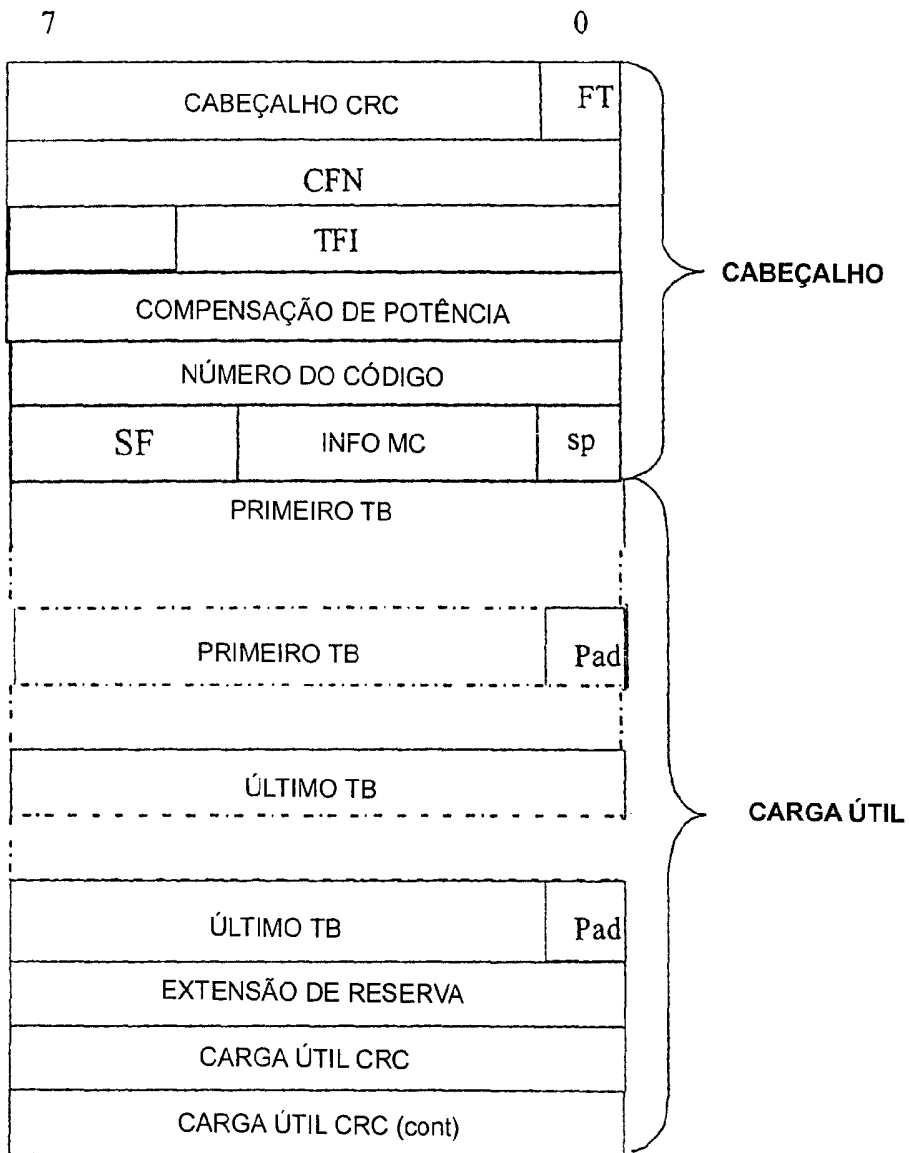 7 0
CABEÇALHO CRC FT
CFN
TFI
CABEÇALHO
COMPENSAÇÃO DE POTÊNCIA
NÚMERO DO CÓDIGO
SF INFO MC sp
PRIMEIRO TB
PRIMEIRO TB Pad
ÚLTIMO TB
CARGA ÚTIL
ÚLTIMO TB Pad
EXTENSÃO DE RESERVA
CARGA ÚTIL CRC
CARGA ÚTIL CRC (cont)